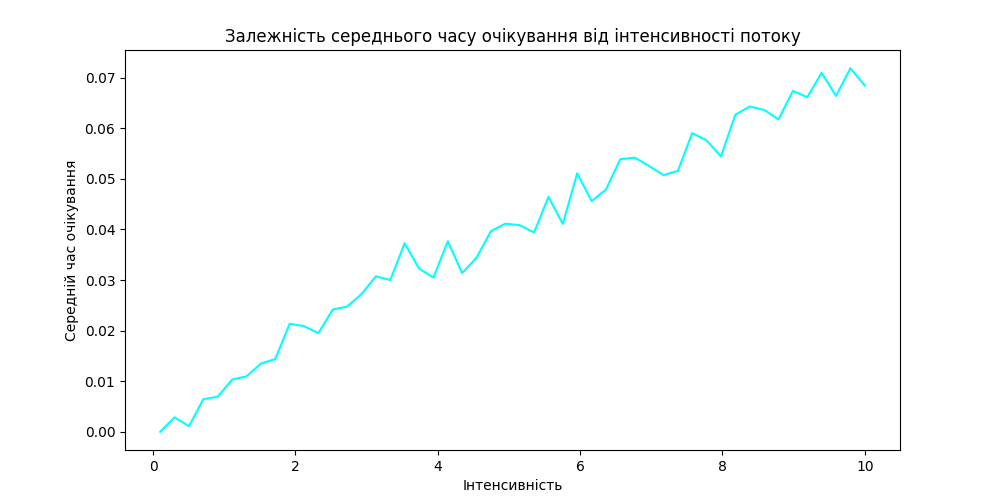 Залежність середнього часу очікування від інтенсивності потоку
Середній час очікування
0.07
0.06
0.05
0.04
0.03
0.02
0.01
0.00
0 2 4 6 8 10
Інтенсивність